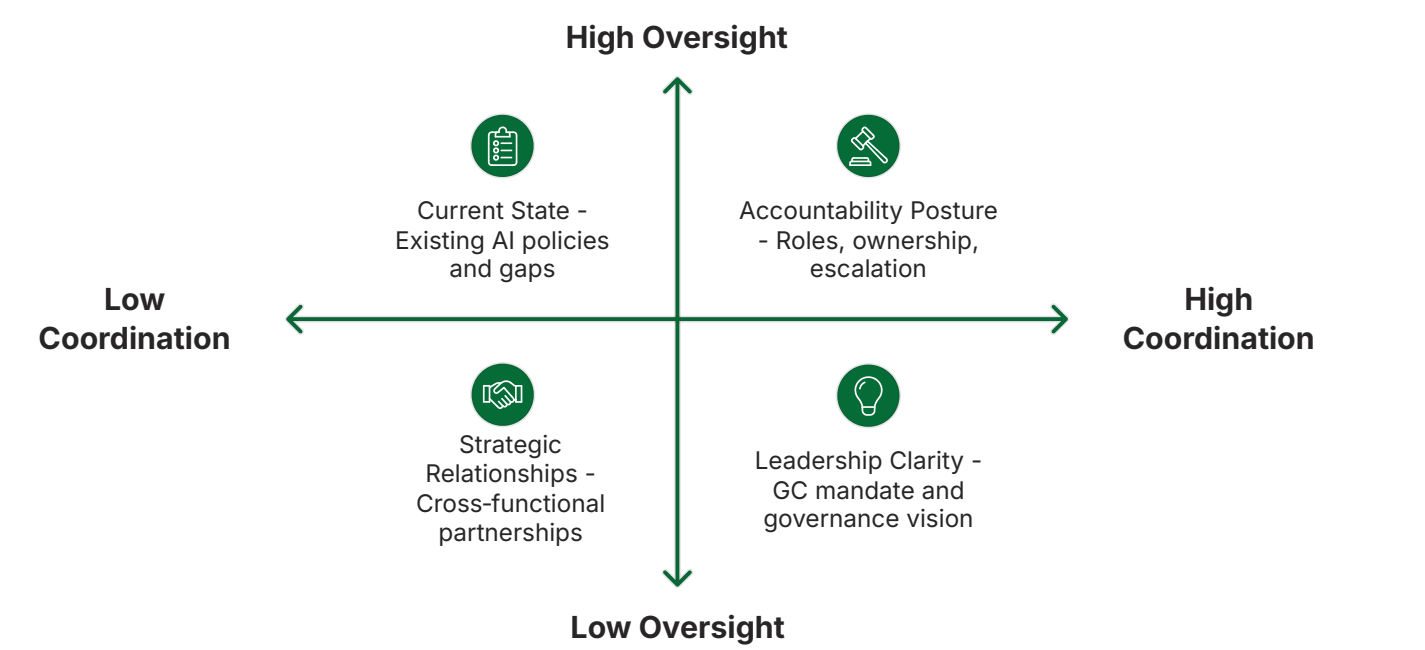 High Oversight
Current State -
Existing AI policies
and gaps
Accountability Posture
- Roles, ownership,
escalation
Low
Coordination
High
Coordination
Strategic
Relationships -
Cross-functional
partnerships
Leadership Clarity -
GC mandate and
governance vision
Low Oversight